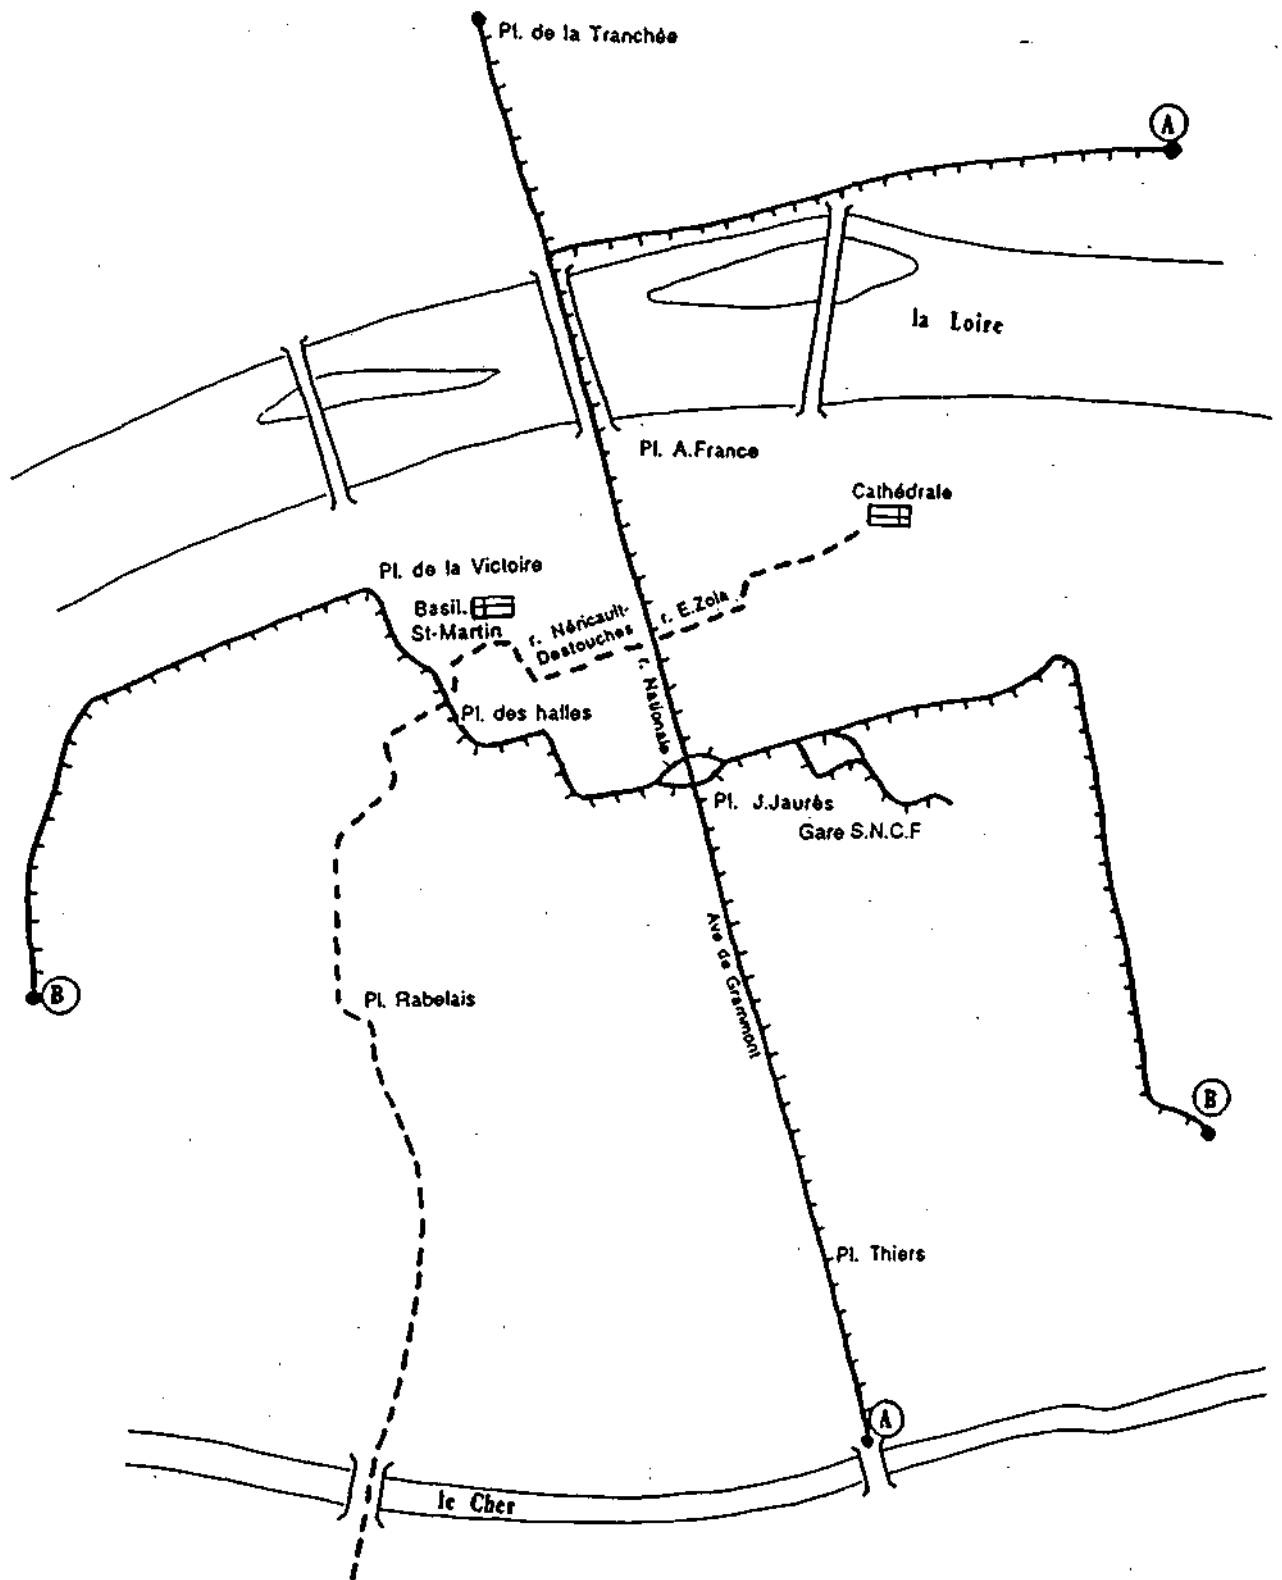 Pl. de la Tranchée
A
la Loire
Pl. A.France
Cathédrale
Pl. de la Victoire
Basil.
St-Martin
r. Néricault-
Destouches
r. E.Zola
r. Nationale
Pl. des halles
Pl. J.Jaurès
Gare S.N.C.F
Ave de Grammont
B
Pl. Rabelais
B
Pl. Thiers
A
le Cher